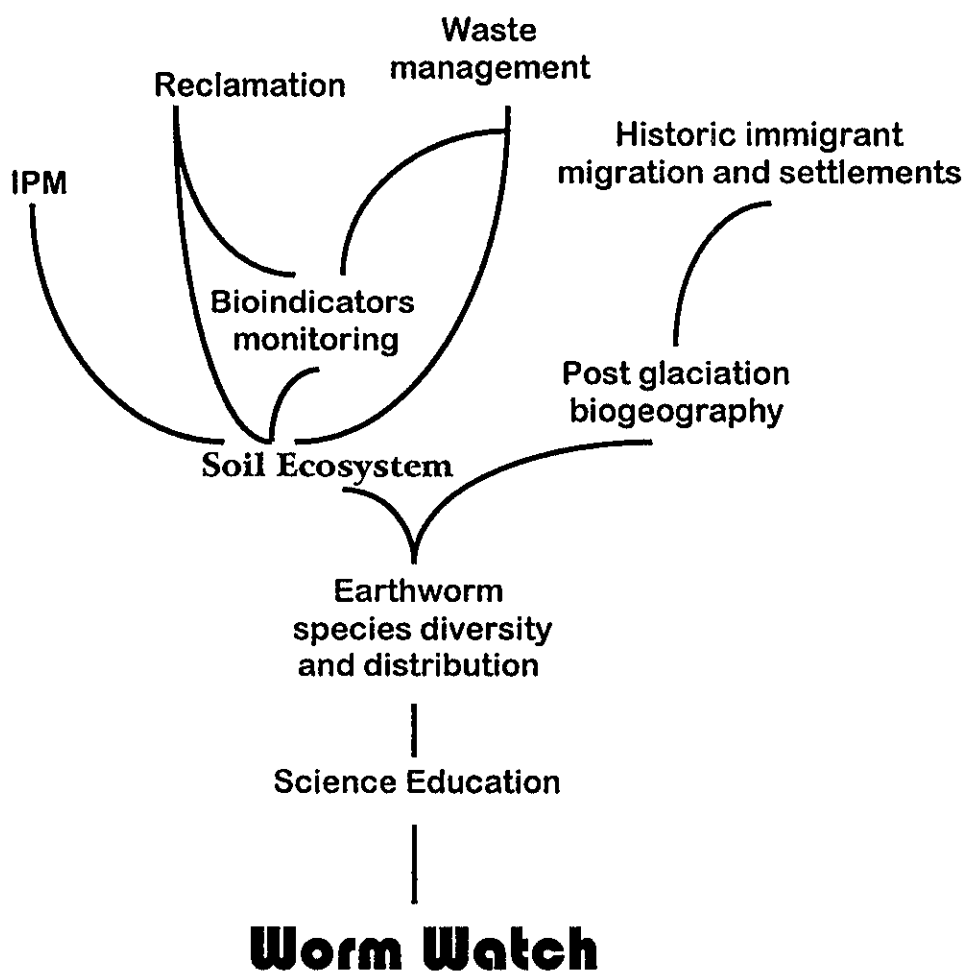 Waste
management
Reclamation
Historic immigrant
migration and settlements
IPM
Bioindicators
monitoring
Post glaciation
biogeography
Soil Ecosystem
Earthworm
species diversity
and distribution
Science Education
Worm Watch